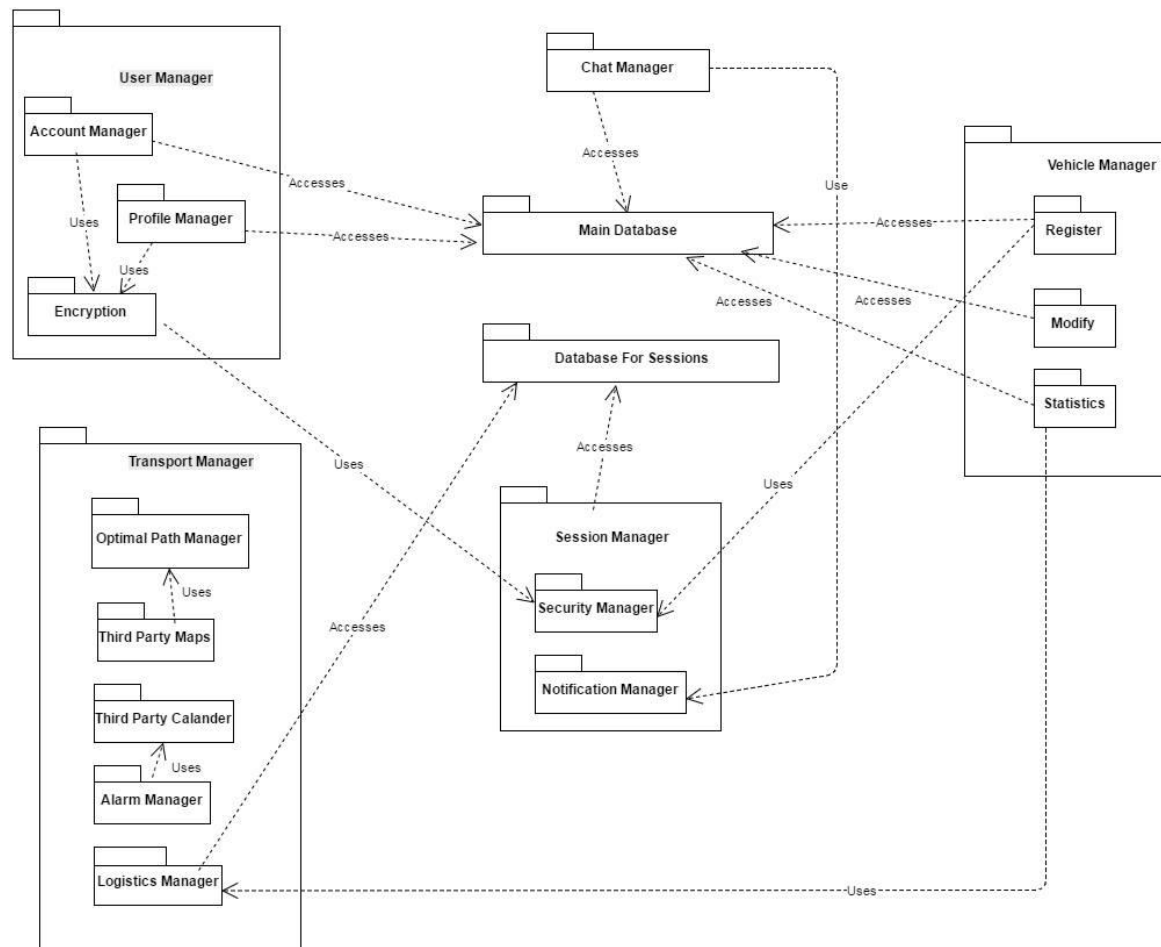 User Manager
Chat Manager
Account Manager
Accesses
Vehicle Manager
Accesses
Use
Uses
Profile Manager
Accesses
Main Database
Accesses
Register
Uses
Encryption
Accesses
Accesses
Modify
Database For Sessions
Statistics
Accesses
Transport Manager
Uses
Uses
Optimal Path Manager
Session Manager
Uses
Security Manager
Third Party Maps
Accesses
Notification Manager
Third Party Calander
Uses
Alarm Manager
Logistics Manager
Uses